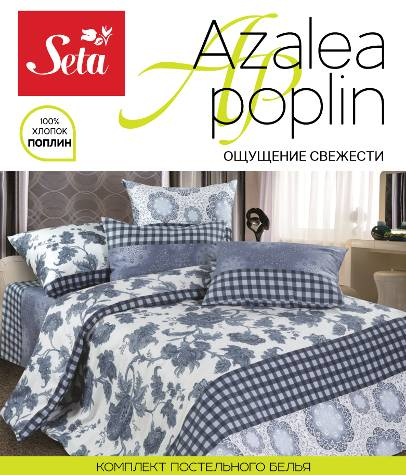 Seta
Azalea
Ap
poplin
100%
ХЛОПОК
ПОПЛИН
ОЩУЩЕНИЕ СВЕЖЕСТИ
КОМПЛЕКТ ПОСТЕЛЬНОГО БЕЛЬЯ